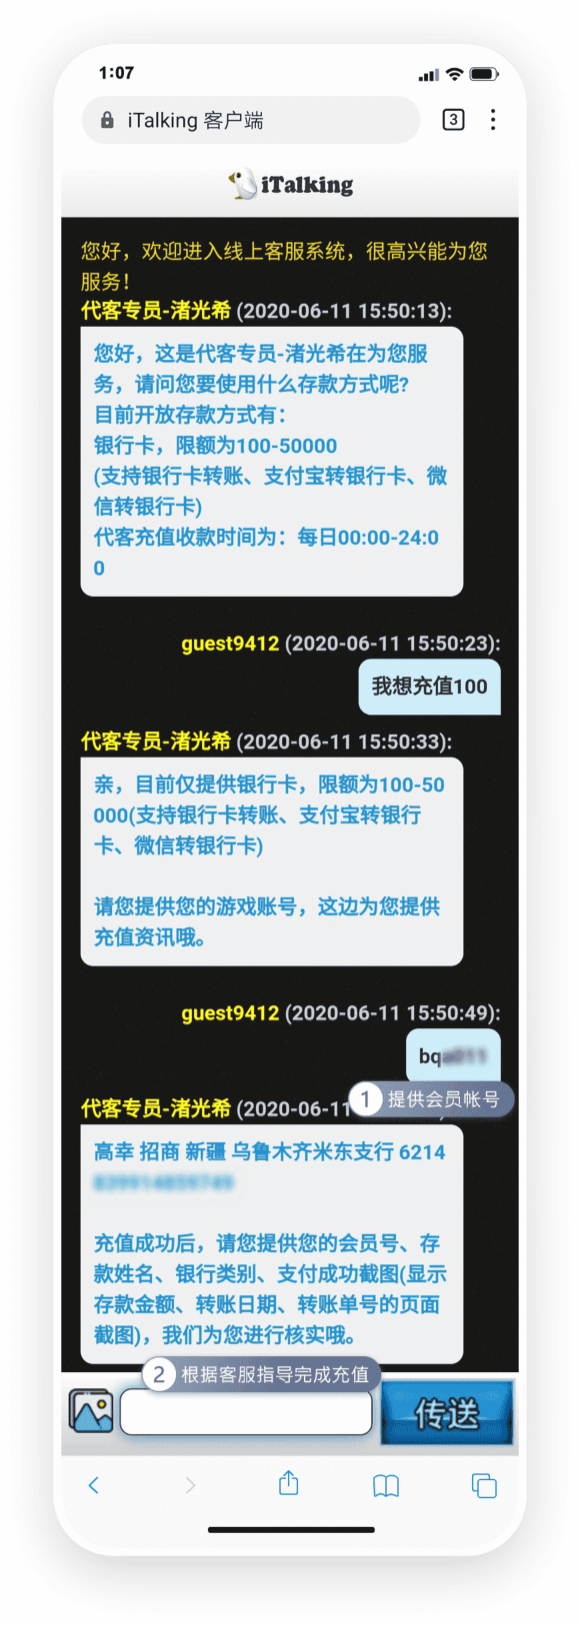 1:07
iTalking 客户端
3
iTalking
您好，欢迎进入线上客服系统，很高兴能为您
服务！
代客专员-渚光希 (2020-06-11 15:50:13):
您好，这是代客专员-渚光希在为您服
务，请问您要使用什么存款方式呢?
目前开放存款方式有：
银行卡，限额为100-50000
(支持银行卡转账、支付宝转银行卡、微
信转银行卡)
代客充值收款时间为：每日00:00-24:0
0
guest9412 (2020-06-11 15:50:23):
我想充值100
代客专员-渚光希 (2020-06-11 15:50:33):
亲，目前仅提供银行卡，限额为100-50
000(支持银行卡转账、支付宝转银行
卡、微信转银行卡)
请您提供您的游戏账号，这边为您提供
充值资讯哦。
guest9412 (2020-06-11 15:50:49):
bq
1 提供会员帐号
代客专员-渚光希 (2020-06-11
高幸 招商 新疆 乌鲁木齐米东支行 6214
充值成功后，请您提供您的会员号、存
款姓名、银行类别、支付成功截图(显示
存款金额、转账日期、转账单号的页面
截图)，我们为您进行核实哦。
2 根据客服指导完成充值
传送